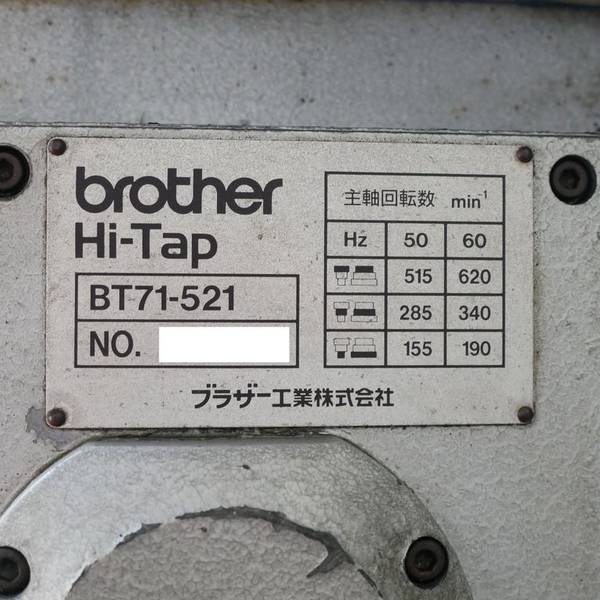 brother
Hi-Tap
BT71-521
NO.
主軸回転数 min⁻¹
Hz 50 60
515 620
285 340
155 190
ブラザー工業株式会社